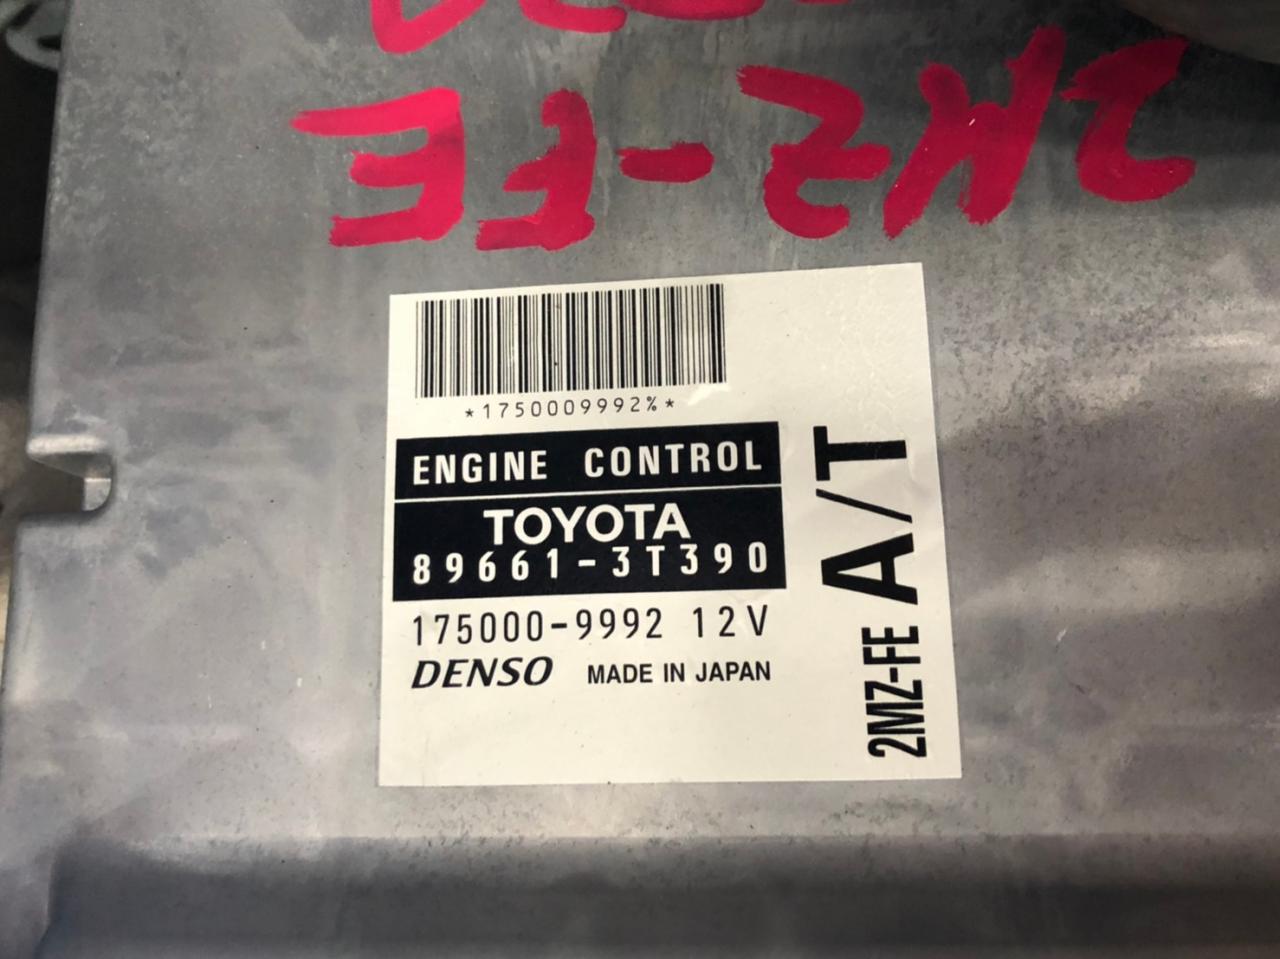 2MZ-FE
*1750009992%*
ENGINE CONTROL
TOYOTA
89661-3T390
175000-9992 12V
DENSO MADE IN JAPAN
2MZ-FE A/T